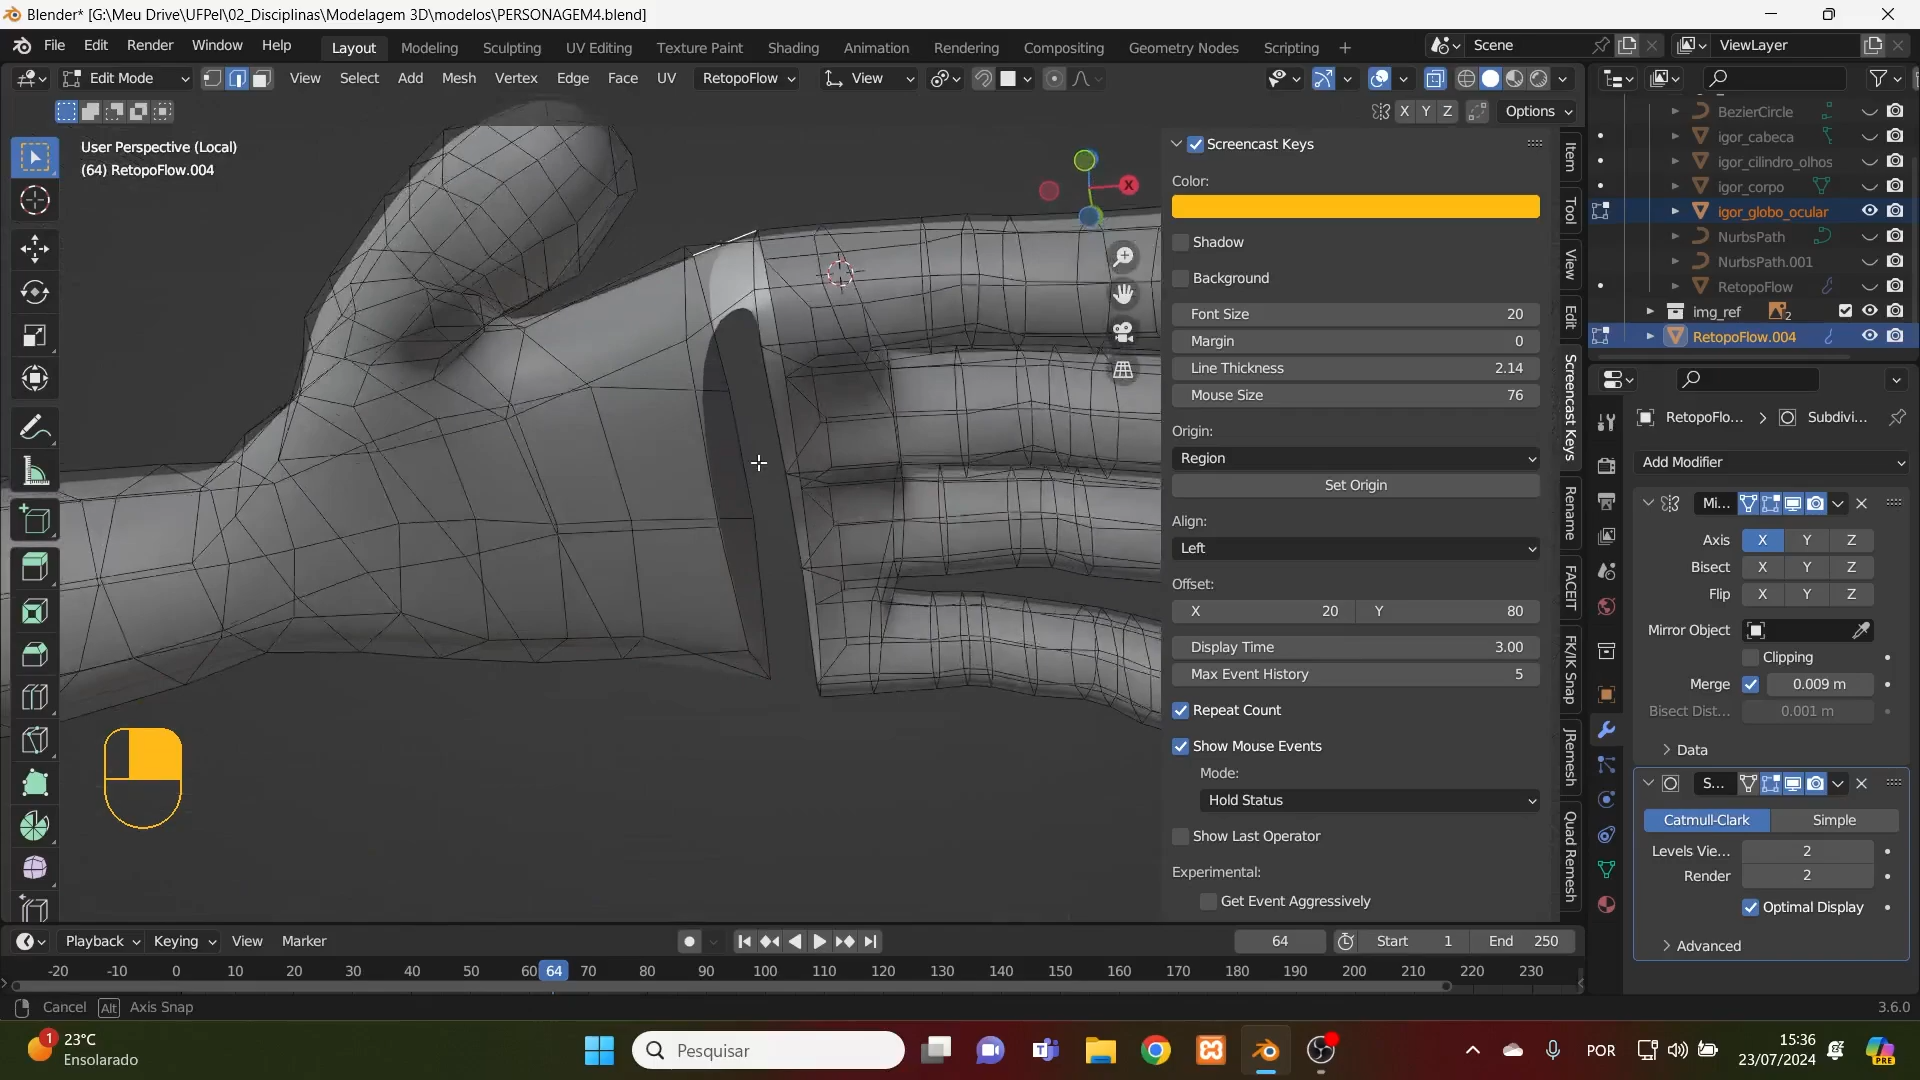 Blender* [G:\Meu Drive\UFPel\02_Disciplinas\Modelagem 3D\modelos\PERSONAGEM4.blend]
File Edit Render Window Help Layout Modeling Sculpting UV Editing Texture Paint Shading Animation Rendering Compositing Geometry Nodes Scripting + Scene ViewLayer
Edit Mode View Select Add Mesh Vertex Edge Face UV RetopoFlow View
X Y Z Options
User Perspective (Local)
(64) RetopoFlow.004
X
Screencast Keys
Color:
Shadow
Background
Font Size 20
Margin 0
Line Thickness 2.14
Mouse Size 76
Origin:
Region
Set Origin
Align:
Left
Offset:
X 20 Y 80
Display Time 3.00
Max Event History 5
Repeat Count
Show Mouse Events
Mode:
Hold Status
Show Last Operator
Experimental:
Get Event Aggressively
Item
Tool
View
Edit
Screencast Keys
Rename
FACEIT
FK/IK Snap
JRemesh
Quad Remesh
BezierCircle
igor_cabeca
igor_cilindro_olhos
igor_corpo
igor_globo_ocular
NurbsPath
NurbsPath.001
RetopoFlow
img_ref 2
RetopoFlow.004
RetopoFlo... Subdivi...
Add Modifier
Mi...
Axis X Y Z
Bisect X Y Z
Flip X Y Z
Mirror Object
Clipping
Merge 0.009 m
Bisect Dist... 0.001 m
Data
S...
Catmull-Clark Simple
Levels Vie... 2
Render 2
Optimal Display
Advanced
Playback Keying View Marker 64 Start 1 End 250
-20 -10 0 10 20 30 40 50 60 64 70 80 90 100 110 120 130 140 150 160 170 180 190 200 210 220 230
Cancel Alt Axis Snap 3.6.0
1 23°C
Ensolarado
Pesquisar
POR
15:36
23/07/2024
PRE